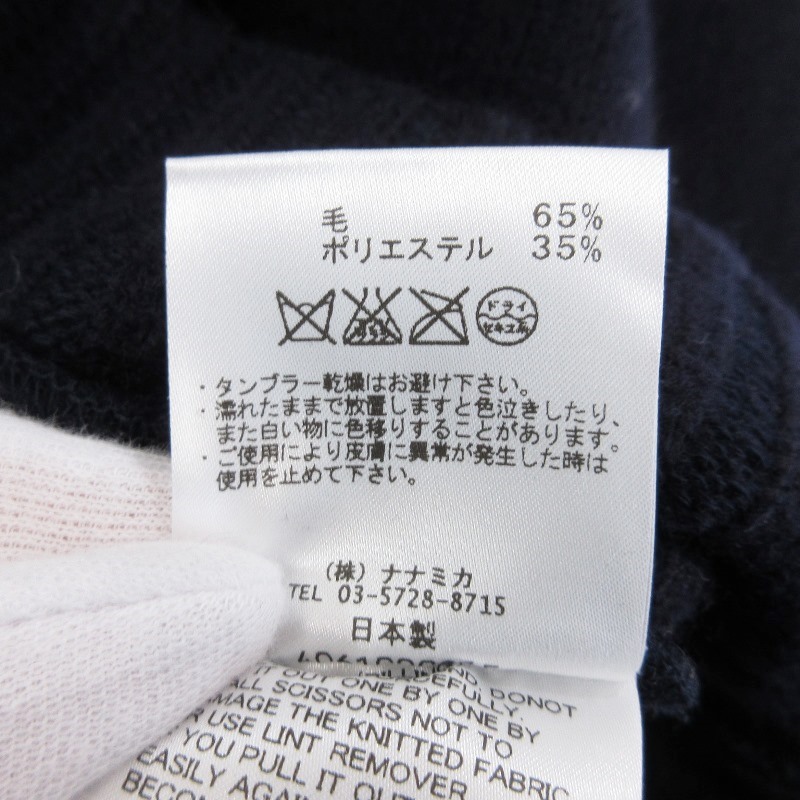 毛 65%
ポリエステル 35%
ドライ
セキユ系
・タンブラー乾燥はお避け下さい。
・濡れたままで放置しますと色泣きしたり、
また白い物に色移りすることがあります。
・ご使用により皮膚に異常が発生した時は
使用を止めて下さい。
(株) ナナミカ
TEL 03-5728-8715
日本製
DONOT
OUT ONE BY ONE BY
ALL SCISSORS NOT TO
THE KNITTED FABRIC
USE LINT REMOVER
YOU PULL IT OUT
EASILY AGAIN